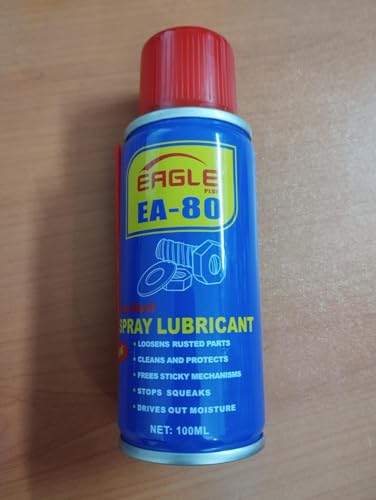 EAGLE
PLUS
EA-80
SPRAY LUBRICANT
• LOOSENS RUSTED PARTS
• CLEANS AND PROTECTS
• FREES STICKY MECHANISMS
• STOPS SQUEAKS
• DRIVES OUT MOISTURE
NET: 100ML